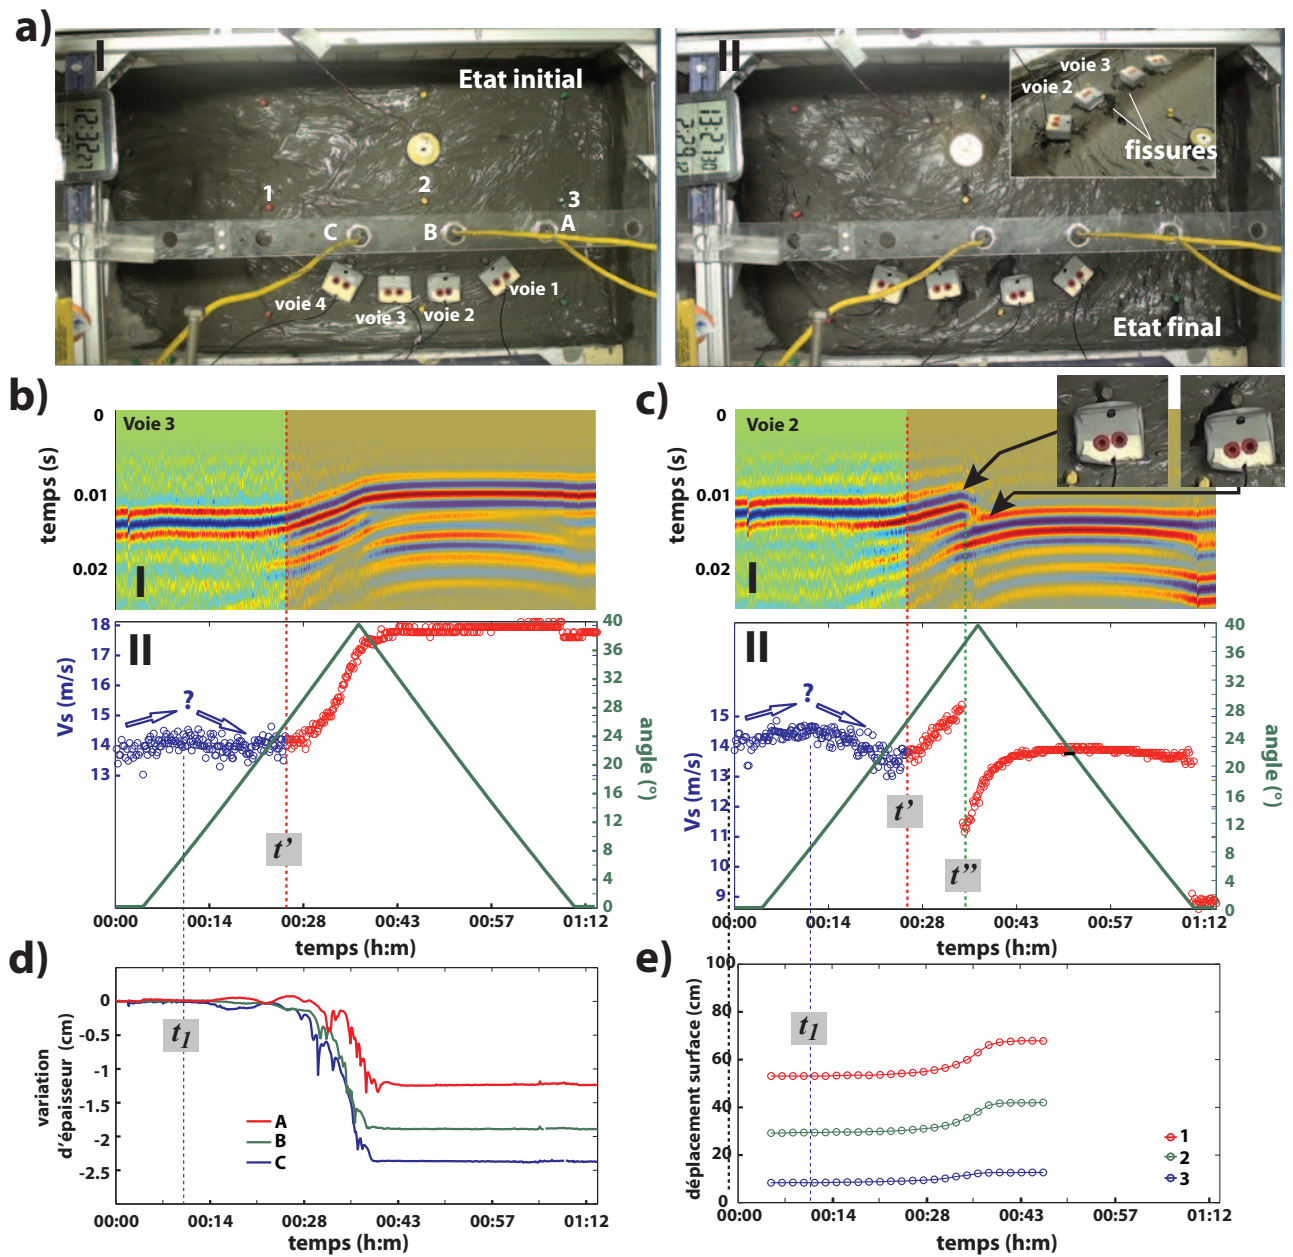 a)
I
Etat initial
12:32 27
1
2
3
A
B
C
voie 4
voie 3
voie 2
voie 1
II
voie 3
voie 2
fissures
Etat final
b)
Voie 3
0
0.01
0.02
temps (s)
I
II
18
17
16
15
14
13
Vs (m/s)
?
t'
40
36
32
28
24
20
16
12
8
4
0
angle (°)
00:00 00:14 00:28 00:43 00:57 01:12
temps (h:m)
c)
Voie 2
0
0.01
0.02
temps (s)
I
II
15
14
13
12
11
10
9
Vs (m/s)
?
t'
t''
40
36
32
28
24
20
16
12
8
4
0
angle (°)
00:00 00:14 00:28 00:43 00:57 01:12
temps (h:m)
d)
0
-0.5
-1
-1.5
-2
-2.5
variation
d'épaisseur (cm)
t1
A
B
C
00:00 00:14 00:28 00:43 00:57 01:12
temps (h:m)
e)
100
80
60
40
20
0
déplacement surface (cm)
t1
1
2
3
00:00 00:14 00:28 00:43 00:57 01:12
temps (h:m)